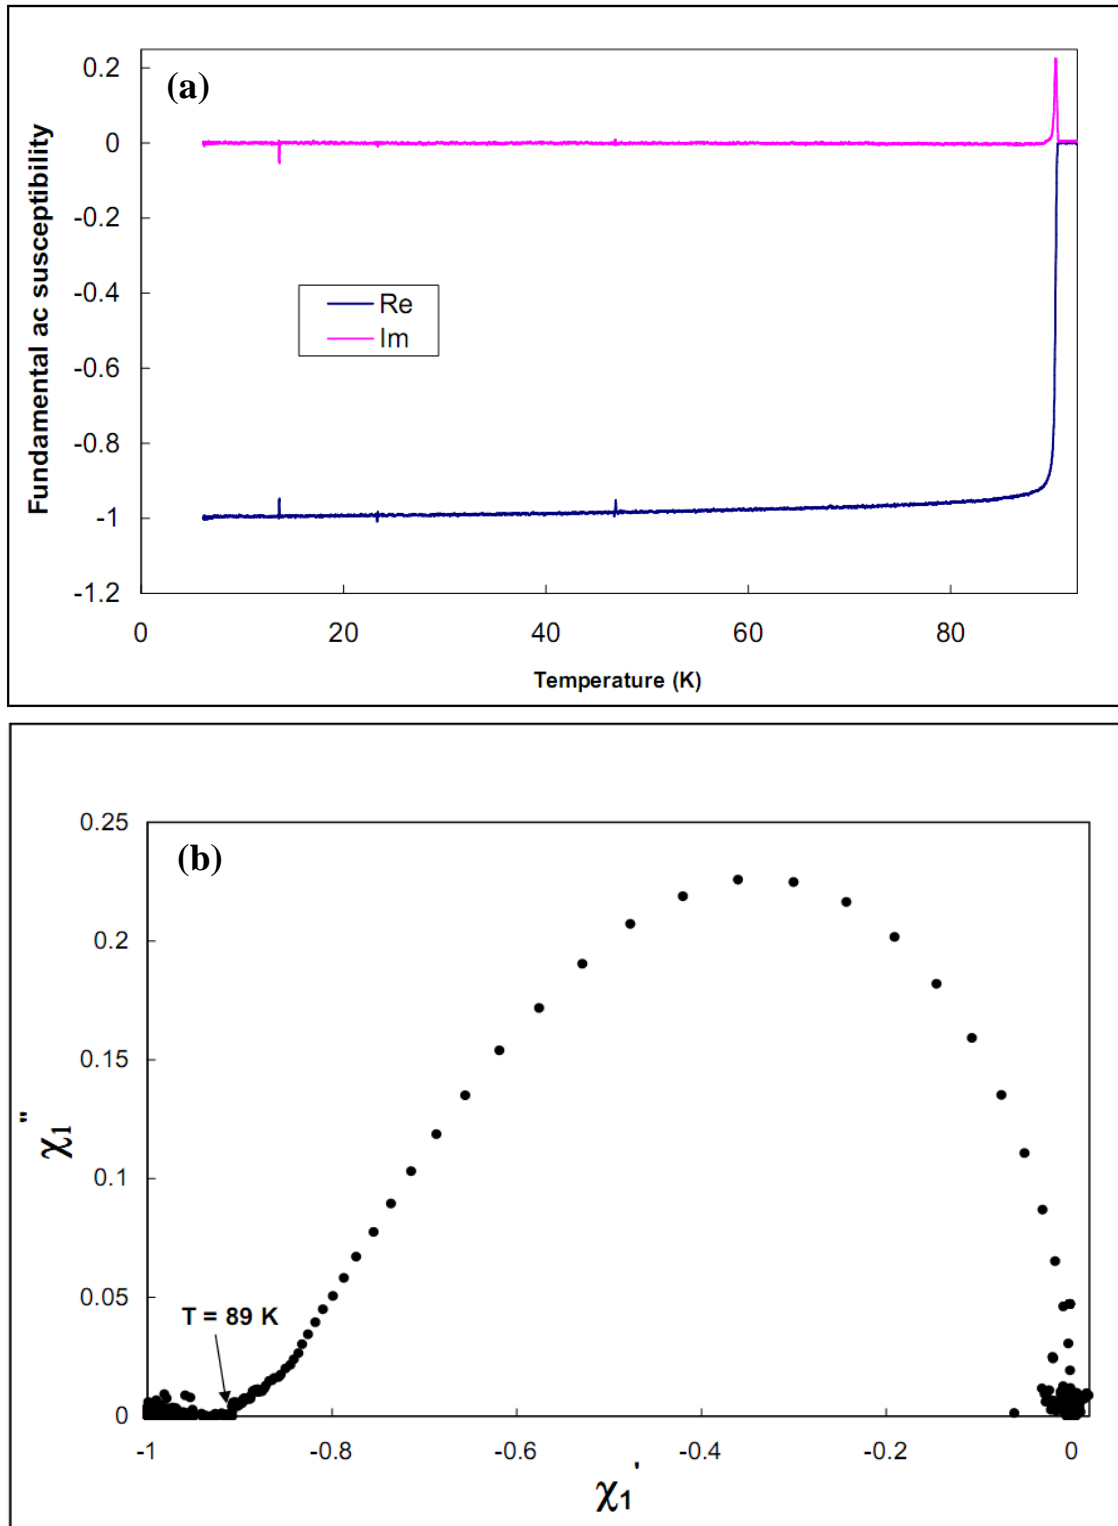 (a)
Fundamental ac susceptibility
0.2
0
-0.2
-0.4
-0.6
-0.8
-1
-1.2
Re
Im
0 20 40 60 80
Temperature (K)
(b)
χ₁"
0.25
0.2
0.15
0.1
0.05
0
T = 89 K
-1 -0.8 -0.6 -0.4 -0.2 0
χ₁'